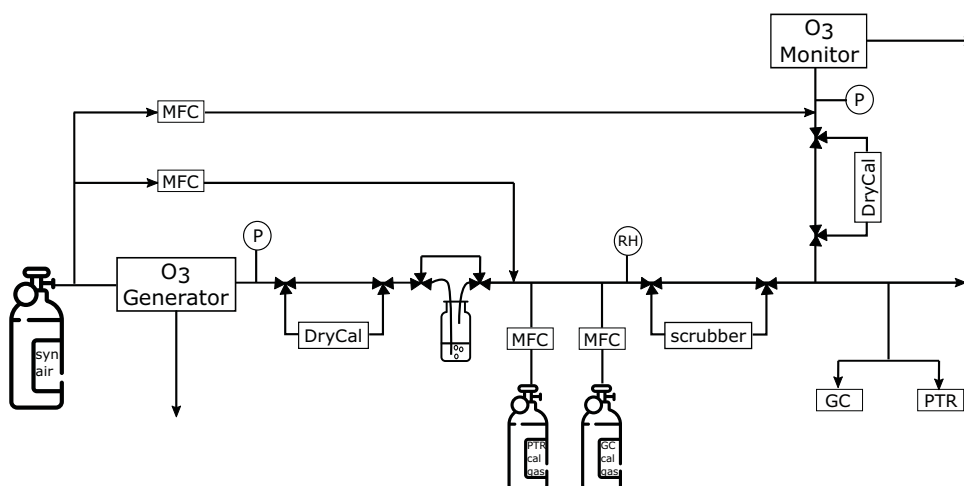 O3
Monitor
MFC
P
MFC
DryCal
P
RH
O3
Generator
syn
air
DryCal
MFC
MFC
scrubber
GC
PTR
PTR
cal
gas
GC
cal
gas